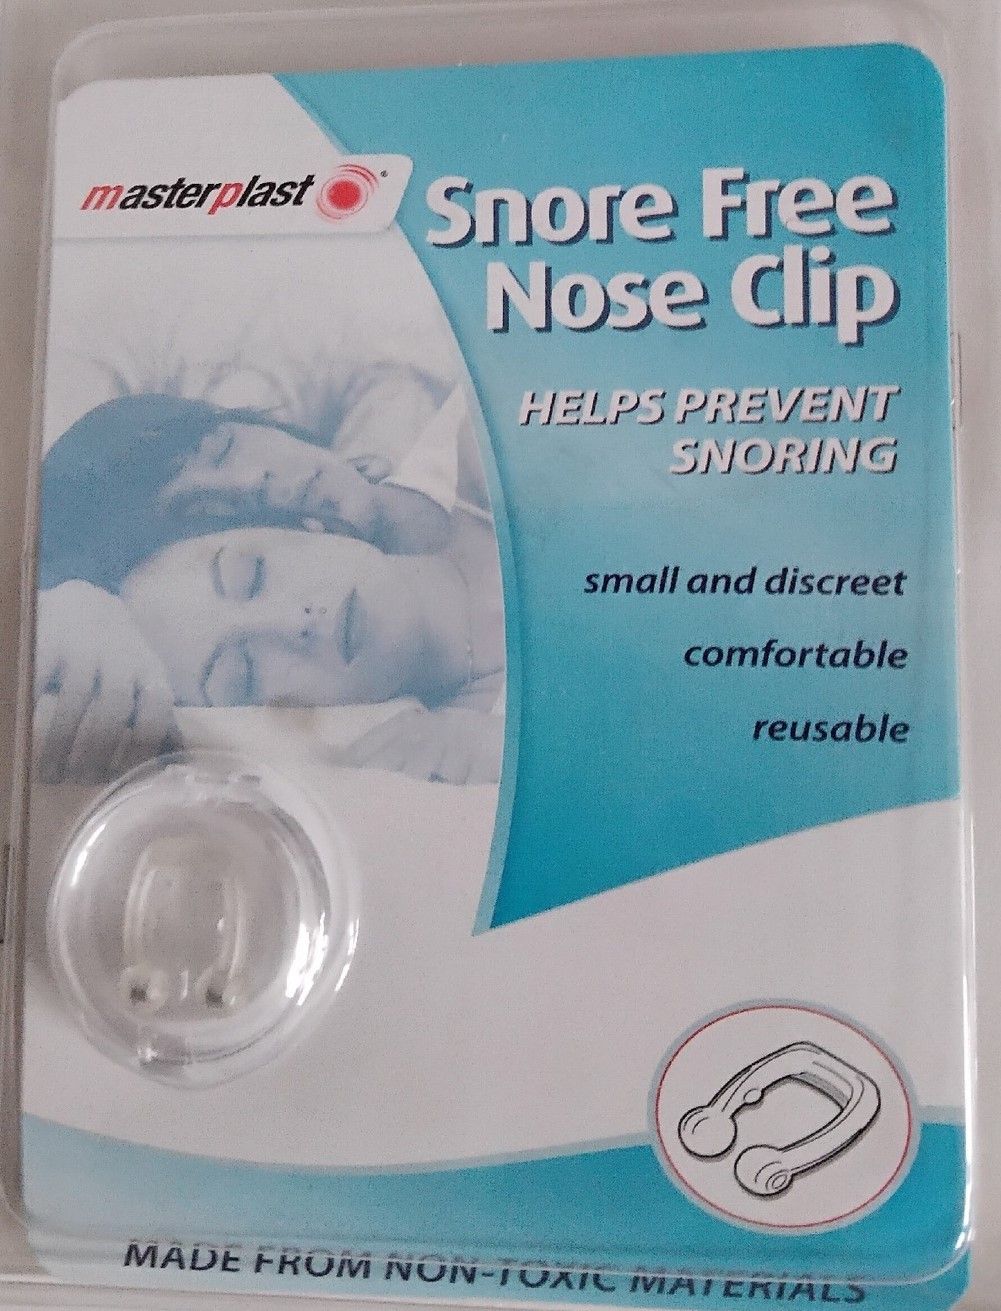 masterplast®
Snore Free
Nose Clip
HELPS PREVENT
SNORING
small and discreet
comfortable
reusable
MADE FROM NON-TOXIC MATERIALS